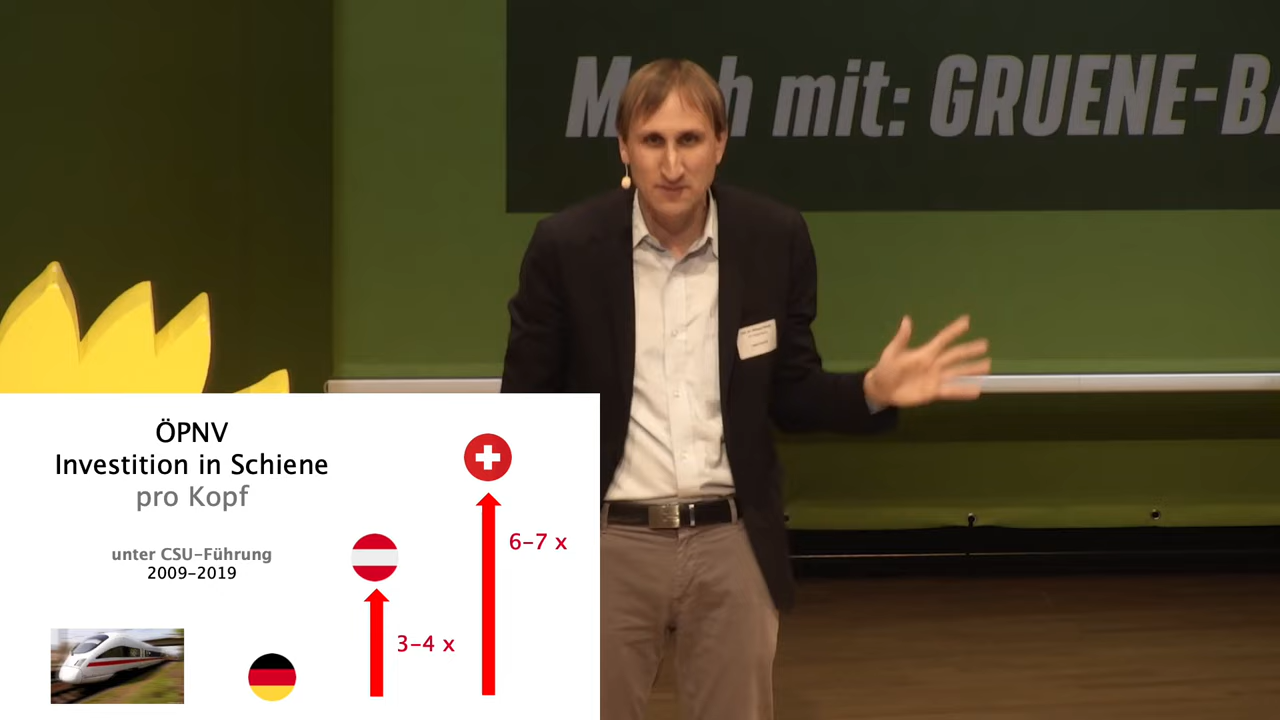 mit: GRUENE-B
ÖPNV
Investition in Schiene
pro Kopf
unter CSU-Führung
2009-2019
6-7 x
3-4 x